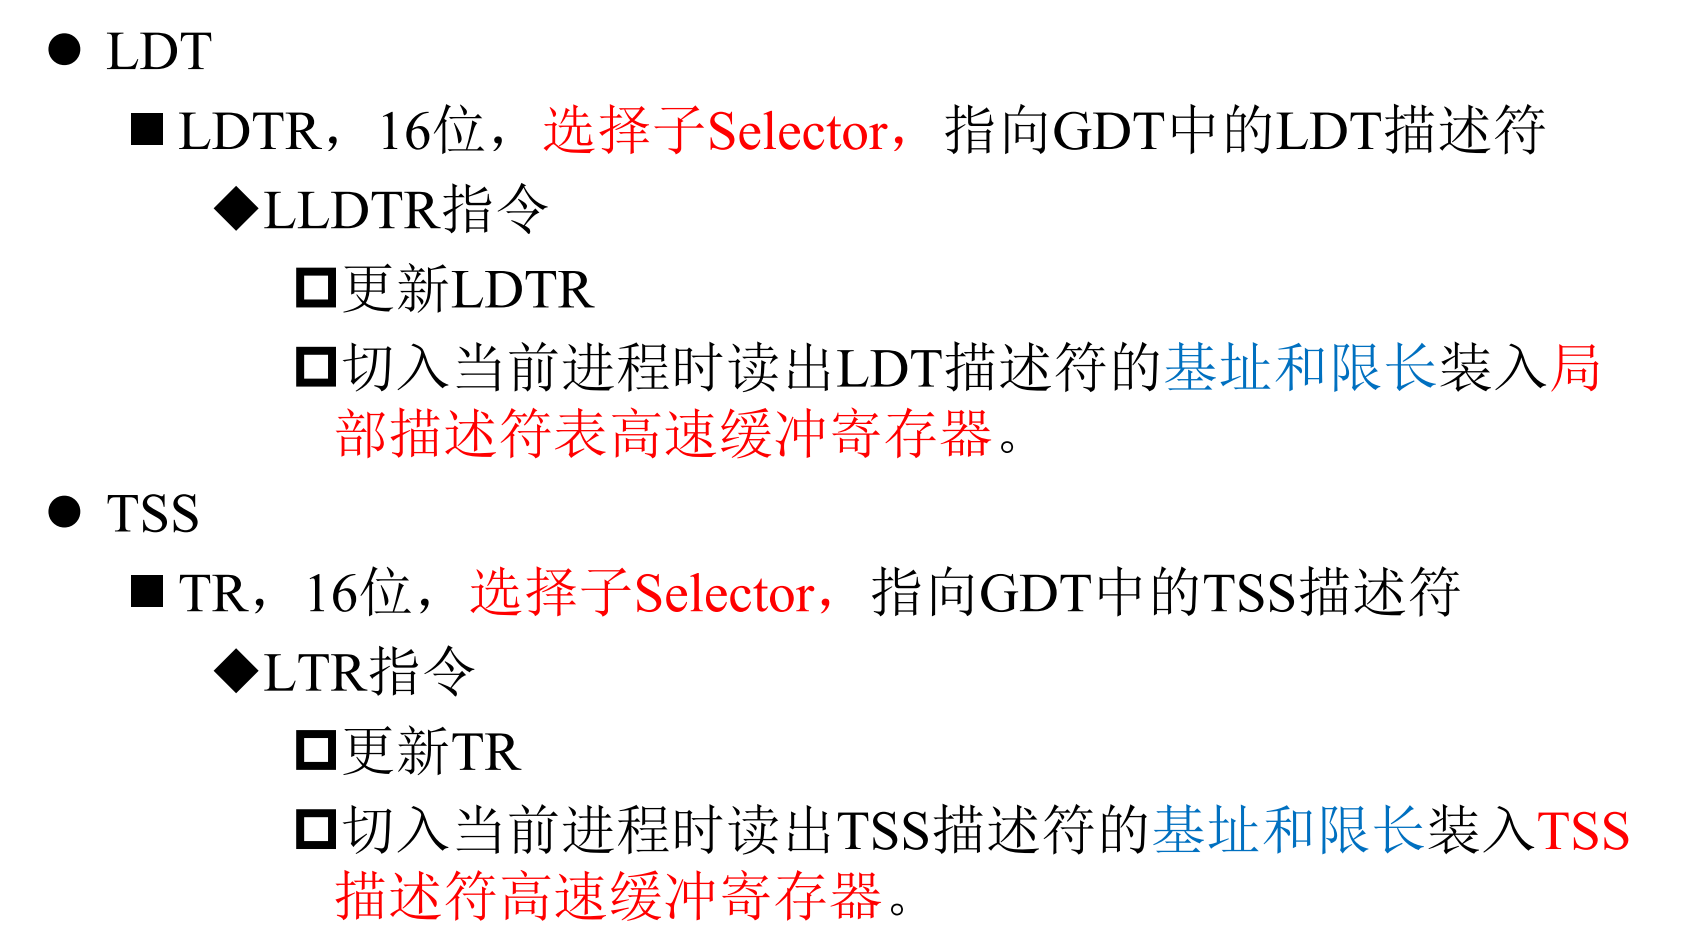 ● LDT
■ LDTR，16位，选择子Selector，指向GDT中的LDT描述符
◆LLDTR指令
更新LDTR
切入当前进程时读出LDT描述符的基址和限长装入局
部描述符表高速缓冲寄存器。
● TSS
■ TR，16位，选择子Selector，指向GDT中的TSS描述符
◆LTR指令
更新TR
切入当前进程时读出TSS描述符的基址和限长装入TSS
描述符高速缓冲寄存器。